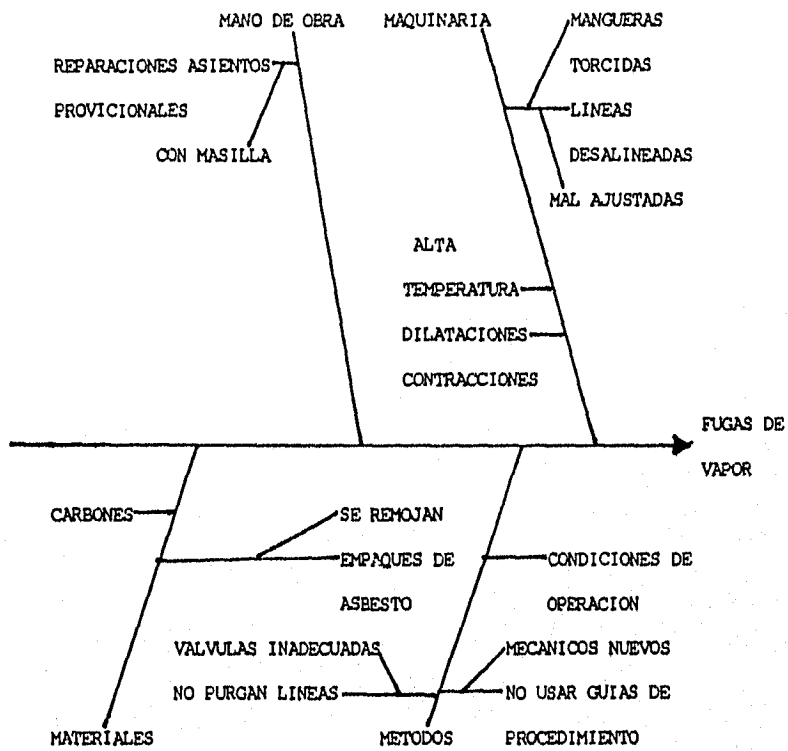 MANO DE OBRA
MAQUINARIA
MANGUERAS
REPARACIONES ASIENTOS
TORCIDAS
PROVICIONALES
LINEAS
CON MASILLA
DESALINEADAS
MAL AJUSTADAS
ALTA
TEMPERATURA
DILATACIONES
CONTRACCIONES
FUGAS DE
VAPOR
CARBONES
SE REMOJAN
EMPAQUES DE
CONDICIONES DE
ASBESTO
OPERACION
VALVULAS INADECUADAS
MECANICOS NUEVOS
NO PURGAN LINEAS
NO USAR GUIAS DE
MATERIALES
METODOS
PROCEDIMIENTO